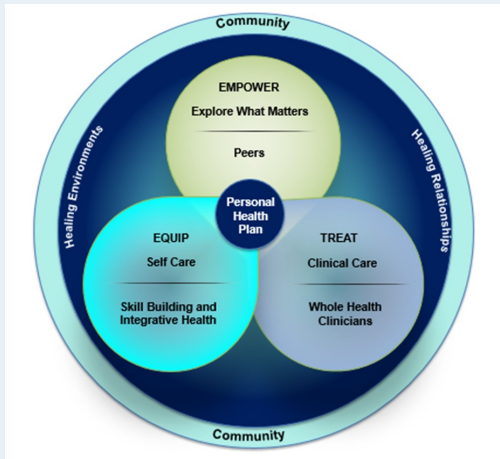 Community
Healing Environments
Healing Relationships
EMPOWER
Explore What Matters
Peers
Personal
Health
Plan
EQUIP
Self Care
Skill Building and
Integrative Health
TREAT
Clinical Care
Whole Health
Clinicians
Community